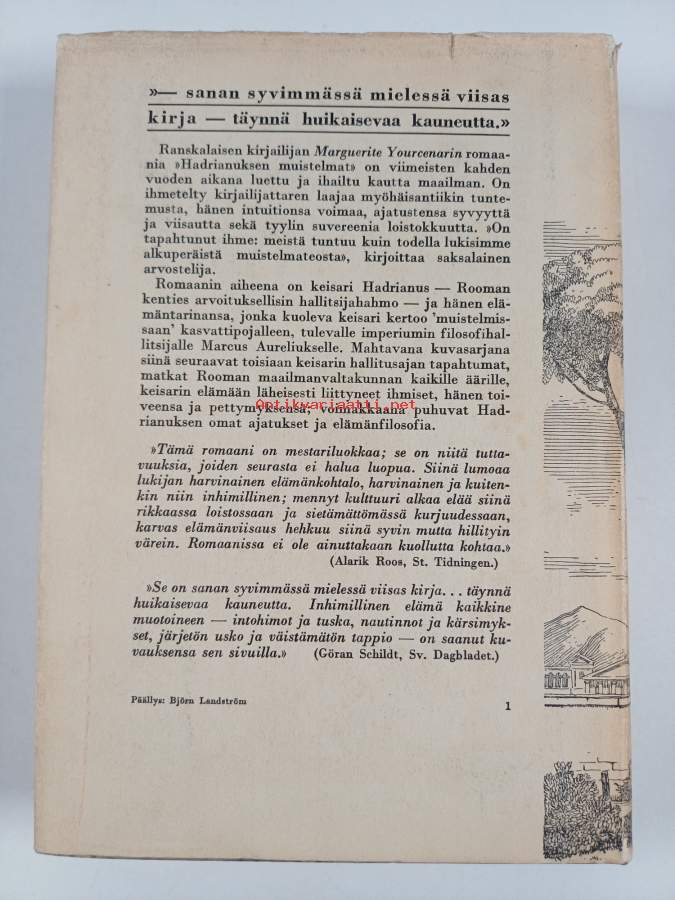 »— sanan syvimmässä mielessä viisas
kirja — täynnä huikaisevaa kauneutta.»
Ranskalaisen kirjailijan Marguerite Yourcenarin romaa-
nia »Hadrianuksen muistelmat» on viimeisten kahden
vuoden aikana luettu ja ihailtu kautta maailman. On
ihmetelty kirjailijattaren laajaa myöhäisantiikin tunte-
musta, hänen intuitionsa voimaa, ajatustensa syvyyttä
ja viisautta sekä tyylin suvereenia loistokkuutta. »On
tapahtunut ihme: meistä tuntuu kuin todella lukisimme
alkuperäistä muistelmateosta», kirjoittaa saksalainen
arvostelija.
Romaanin aiheena on keisari Hadrianus — Rooman
kenties arvoituksellisin hallitsijahahmo — ja hänen elä-
mäntarinansa, jonka kuoleva keisari kertoo 'muistelmis-
saan' kasvattipojalleen, tulevalle imperiumin filosofihal-
litsijalle Marcus Aureliukselle. Mahtavana kuvasarjana
siinä seuraavat toisiaan keisarin hallitusajan tapahtumat,
matkat Rooman maailmanvaltakunnan kaikille äärille,
keisarin elämään läheisesti liittyneet ihmiset, hänen toi-
veensa ja pettymyksensä; voimakkaana puhuvat Had-
Antikvariaatti.net
rianuksen omat ajatukset ja elämänfilosofia.
»Tämä romaani on mestariluokkaa; se on niitä tutta-
vuuksia, joiden seurasta ei halua luopua. Siinä lumoaa
lukijan harvinainen elämänkohtalo, harvinainen ja kuiten-
kin niin inhimillinen; mennyt kulttuuri alkaa elää siinä
rikkaassa loistossaan ja sietämättömässä kurjuudessaan,
karvas elämänviisaus hehkuu siinä syvin mutta hillityin
värein. Romaanissa ei ole ainuttakaan kuollutta kohtaa.»
(Alarik Roos, St. Tidningen.)
»Se on sanan syvimmässä mielessä viisas kirja... täynnä
huikaisevaa kauneutta. Inhimillinen elämä kaikkine
muotoineen — intohimot ja tuska, nautinnot ja kärsimyk-
set, järjetön usko ja väistämätön tappio — on saanut ku-
vauksensa sen sivuilla.» (Göran Schildt, Sv. Dagbladet.)
Päällys: Björn Landström
1